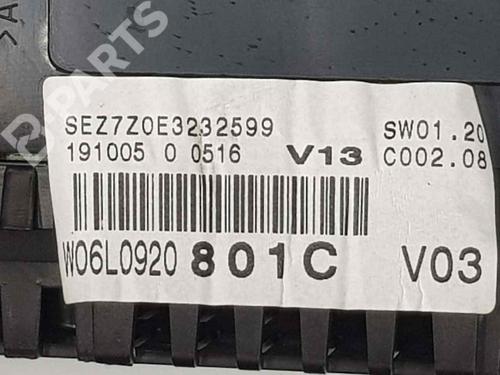 >A
B-PARTS
SEZ7Z0E3232599
SW01.20
191005 0 0516 V13 C002.08
W06L0920 801C V03